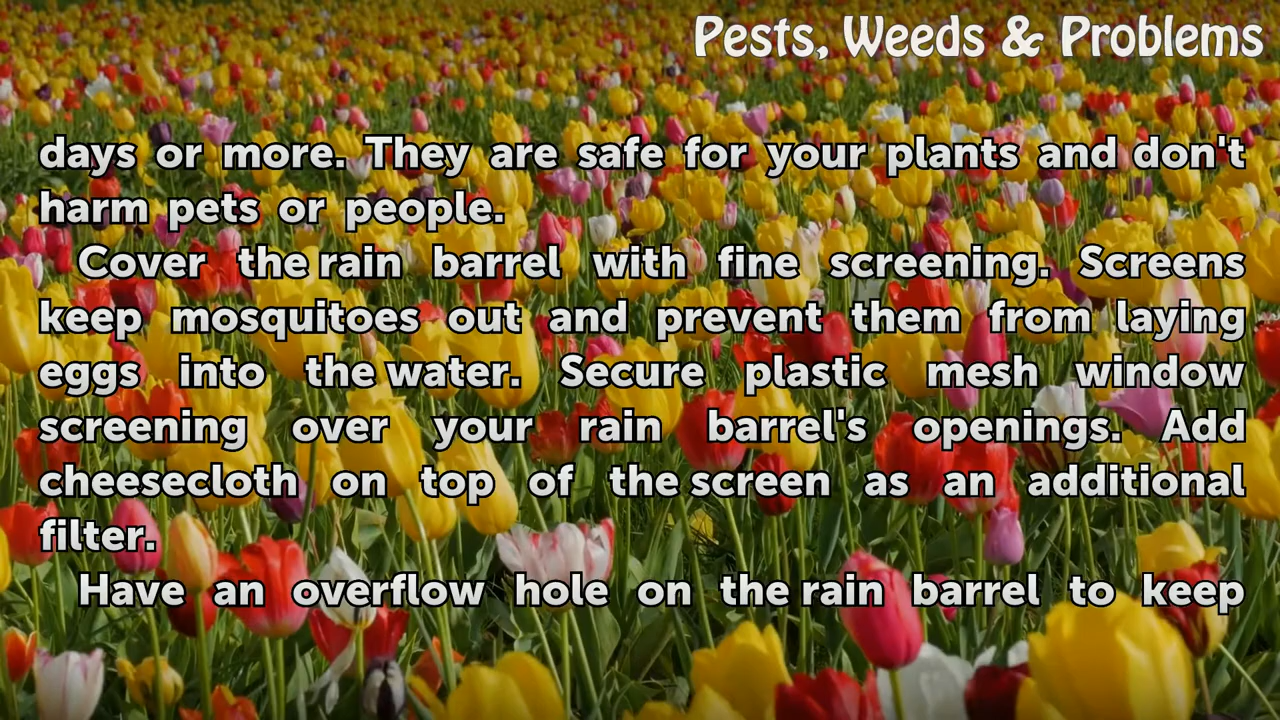 Pests, Weeds & Problems
days or more. They are safe for your plants and don't
harm pets or people.
Cover the rain barrel with fine screening. Screens
keep mosquitoes out and prevent them from laying
eggs into the water. Secure plastic mesh window
screening over your rain barrel's openings. Add
cheesecloth on top of the screen as an additional
filter.
Have an overflow hole on the rain barrel to keep